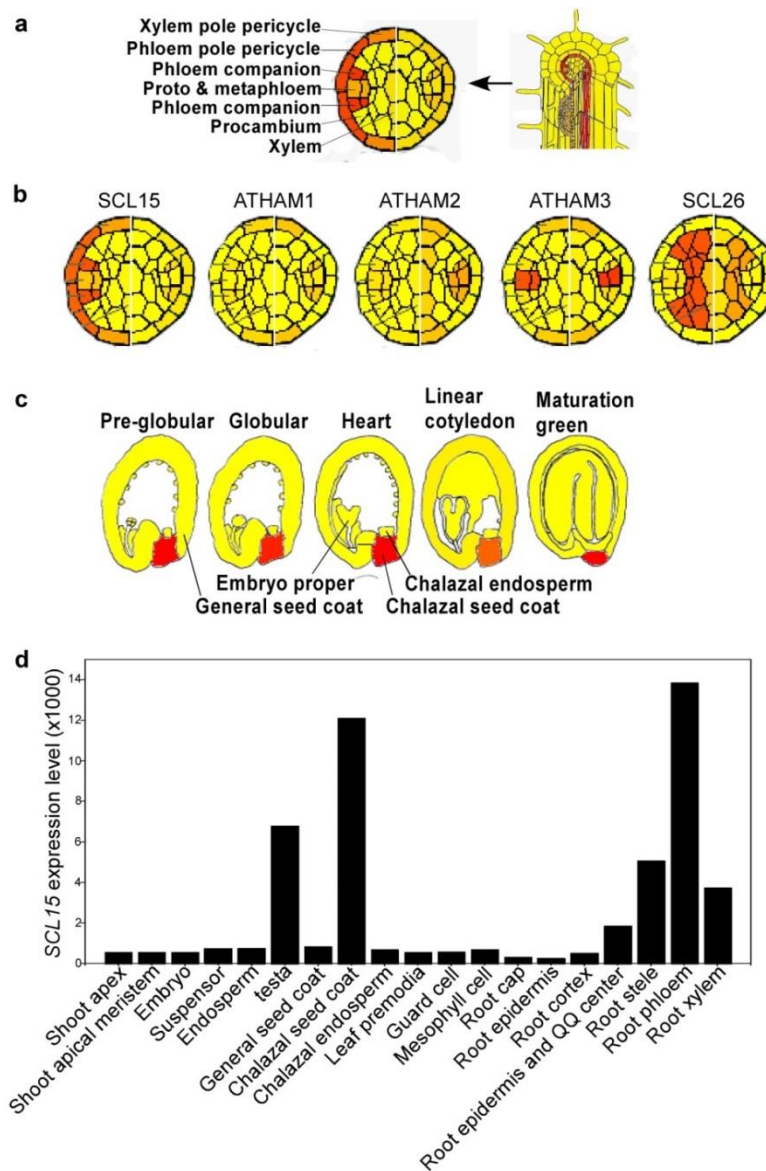 a
Xylem pole pericycle
Phloem pole pericycle
Phloem companion
Proto & metaphloem
Phloem companion
Procambium
Xylem
b
SCL15 ATHAM1 ATHAM2 ATHAM3 SCL26
c
Pre-globular Globular Heart Linear cotyledon Maturation green
Embryo proper
General seed coat
Chalazal endosperm
Chalazal seed coat
d
SCL15 expression level (x1000)
14
12
10
8
6
4
2
0
Shoot apex
Shoot apical meristem
Embryo
Suspensor
Endosperm
testa
General seed coat
Chalazal seed coat
Chalazal endosperm
Leaf premodia
Guard cell
Mesophyll cell
Root cap
Root epidermis
Root cortex
Root epidermis and QQ center
Root stele
Root phloem
Root xylem